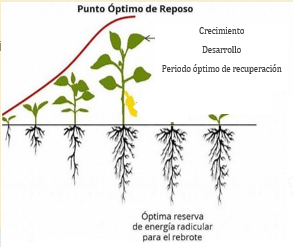 Punto Óptimo de Reposo
Crecimiento
Desarrollo
Periodo óptimo de recuperación
Óptima reserva
de energía radicular
para el rebrote